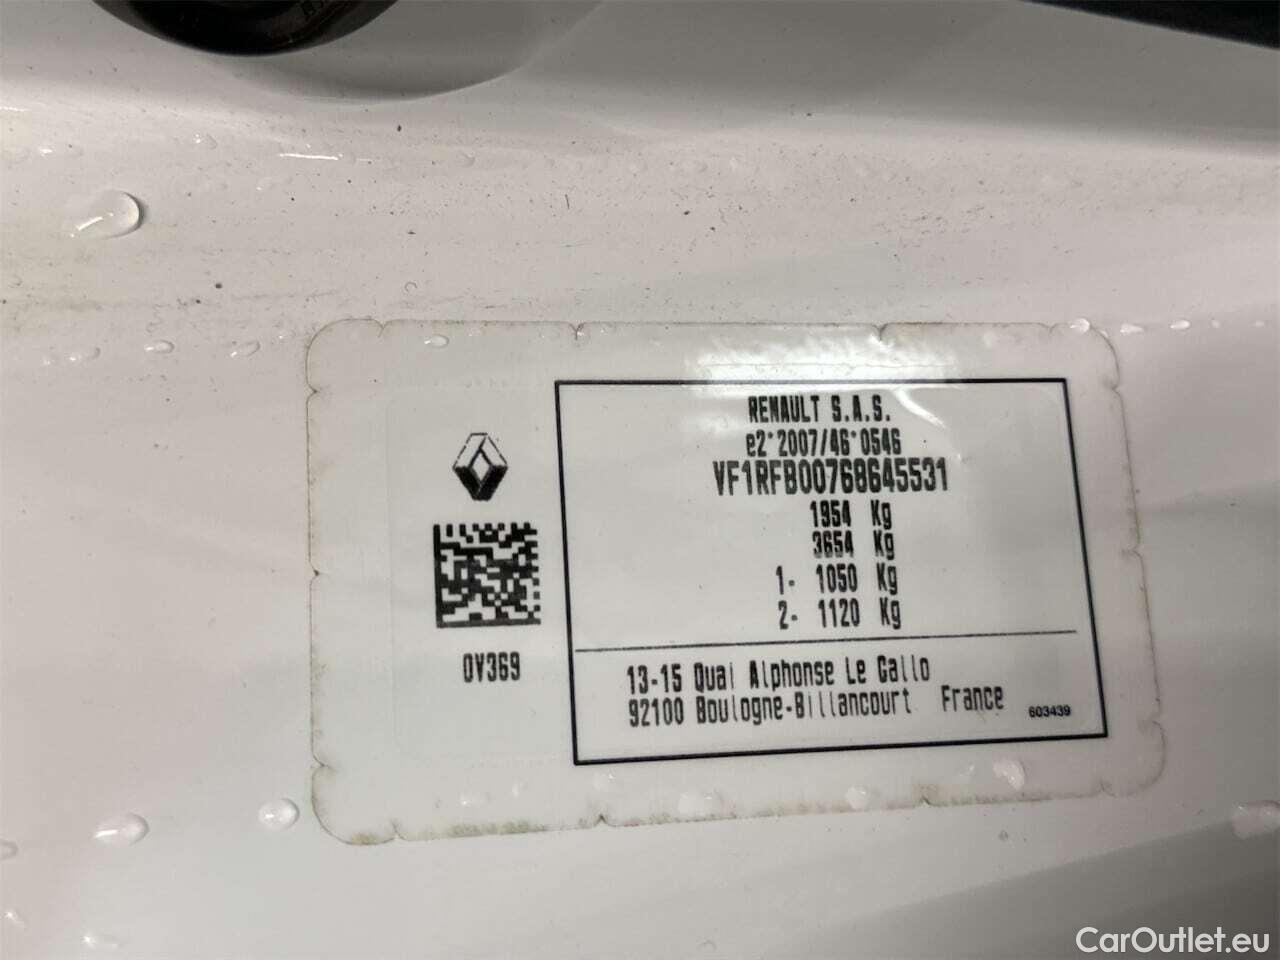 RENAULT S.A.S.
e2*2007/46*0546
VF1RFB00768645531
1954 Kg
3654 Kg
1- 1050 Kg
2- 1120 Kg
0V369
13-15 Quai Alphonse Le Gallo
92100 Boulogne-Billancourt France
603439
CarOutlet.eu